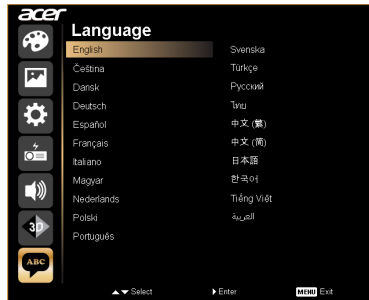 acer
Language
English
Čeština
Dansk
Deutsch
Español
Français
Italiano
Magyar
Nederlands
Polski
Português
Svenska
Türkçe
Русский
ไทย
中文 (繁)
中文 (简)
日本語
한국어
Tiếng Việt
العربية
3D
ABC
Select
Enter
MENU Exit